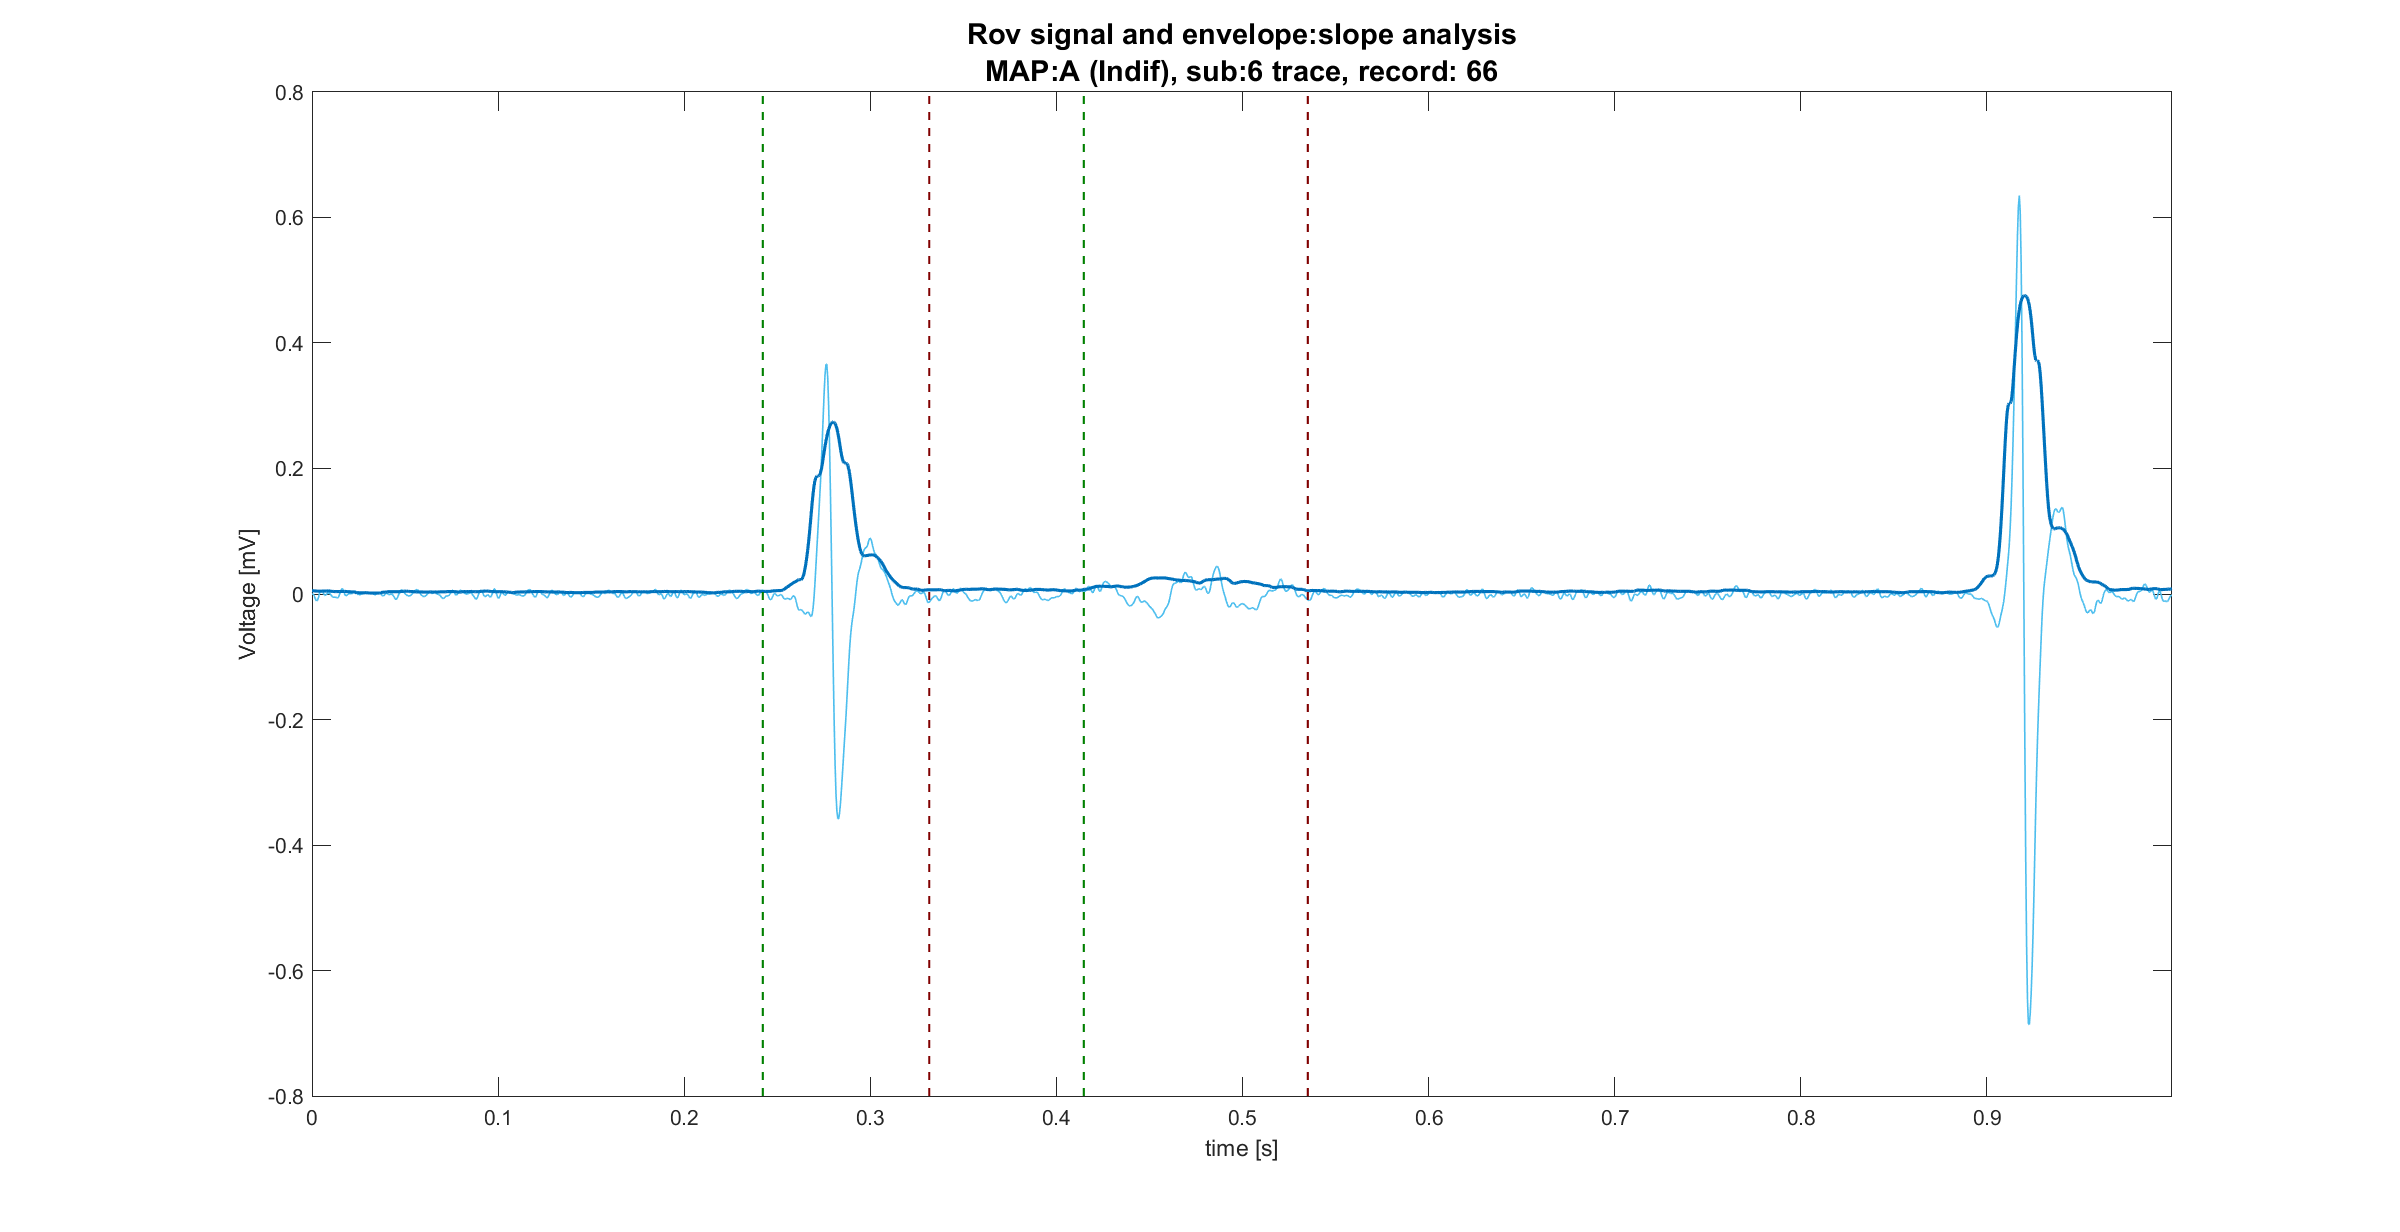 Rov signal and envelope:slope analysis
MAP:A (Indif), sub:6 trace, record: 66
0.8
0.6
0.4
0.2
0
-0.2
-0.4
-0.6
-0.8
Voltage [mV]
0 0.1 0.2 0.3 0.4 0.5 0.6 0.7 0.8 0.9
time [s]